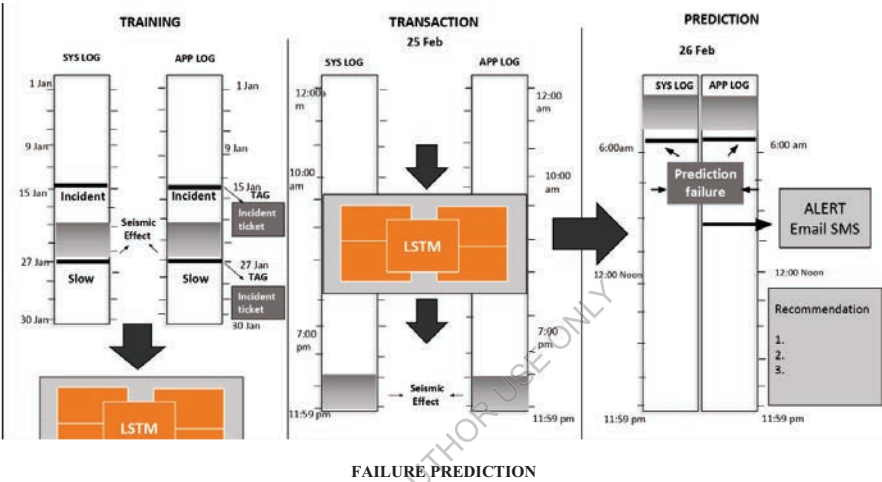 TRAINING
SYS LOG
APP LOG
1 Jan
1 Jan
9 Jan
9 Jan
15 Jan
15 Jan
Incident
Incident
TAG
Incident
ticket
Seismic
Effect
27 Jan
27 Jan
TAG
Slow
Slow
Incident
ticket
30 Jan
30 Jan
LSTM
TRANSACTION
25 Feb
SYS LOG
APP LOG
12:00a
m
12:00
am
10:00
am
10:00
am
LSTM
7:00
pm
7:00
pm
Seismic
Effect
11:59 pm
11:59 pm
PREDICTION
26 Feb
SYS LOG
APP LOG
6:00am
6:00 am
Prediction
failure
ALERT
Email SMS
12:00 Noon
12:00 Noon
Recommendation
1.
2.
3.
11:59 pm
11:59 pm
FOR AUTHOR USE ONLY
FAILURE PREDICTION